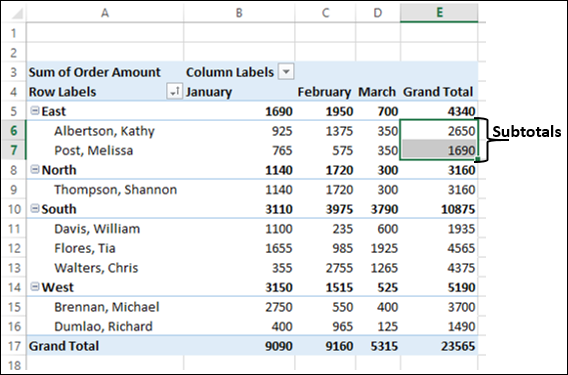 A B C D E
1
2
3 Sum of Order Amount Column Labels
4 Row Labels January February March Grand Total
5 East 1690 1950 700 4340
6 Albertson, Kathy 925 1375 350 2650 Subtotals
7 Post, Melissa 765 575 350 1690
8 North 1140 1720 300 3160
9 Thompson, Shannon 1140 1720 300 3160
10 South 3110 3975 3790 10875
11 Davis, William 1100 235 600 1935
12 Flores, Tia 1655 985 1925 4565
13 Walters, Chris 355 2755 1265 4375
14 West 3150 1515 525 5190
15 Brennan, Michael 2750 550 400 3700
16 Dumlao, Richard 400 965 125 1490
17 Grand Total 9090 9160 5315 23565
18